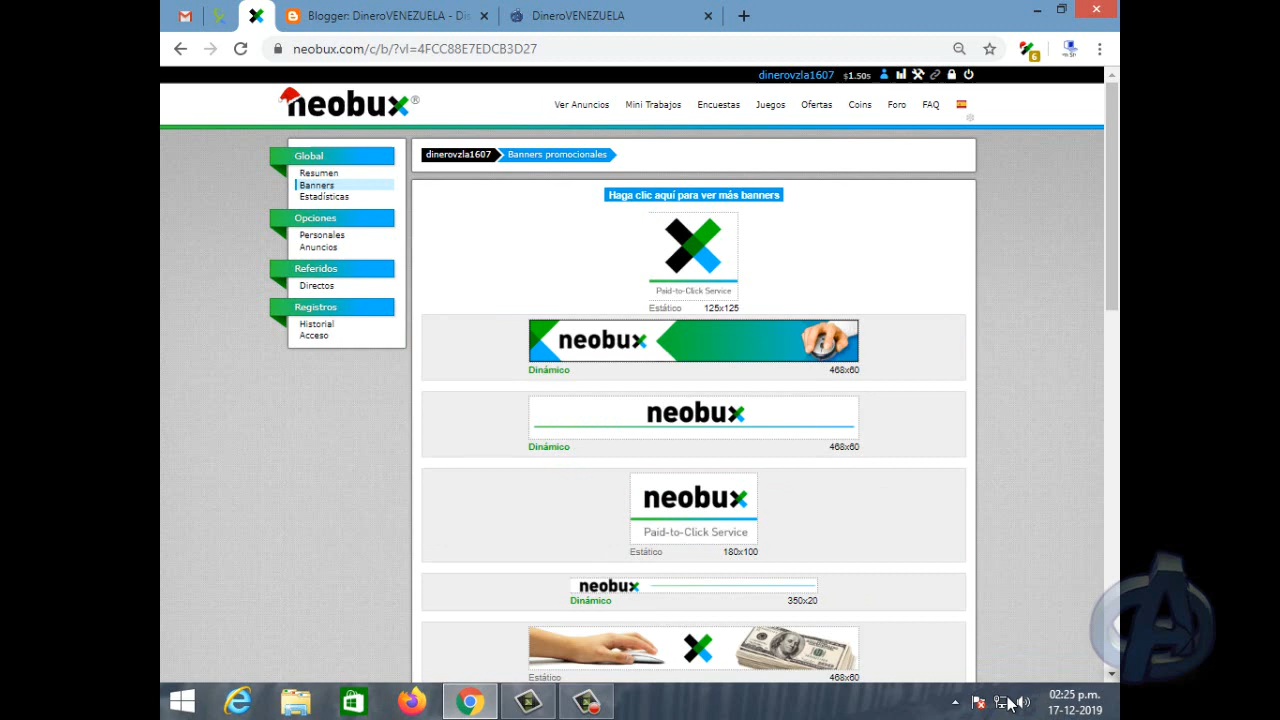 Blogger: DineroVENEZUELA - Dis
DineroVENEZUELA
neobux.com/c/b/?vl=4FCC88E7EDCB3D27
6
dinerovzla1607 $1.50s
neobux®
Ver Anuncios Mini Trabajos Encuestas Juegos Ofertas Coins Foro FAQ
Global
Resumen
Banners
Estadísticas
Opciones
Personales
Anuncios
Referidos
Directos
Registros
Historial
Acceso
dinerovzla1607 Banners promocionales
Haga clic aquí para ver más banners
Paid-to-Click Service
Estático 125x125
neobux
Dinámico 468x60
neobux
Dinámico 468x60
neobux
Paid-to-Click Service
Estático 180x100
neobux
Dinámico 350x20
Estático 468x60
02:25 p.m.
17-12-2019